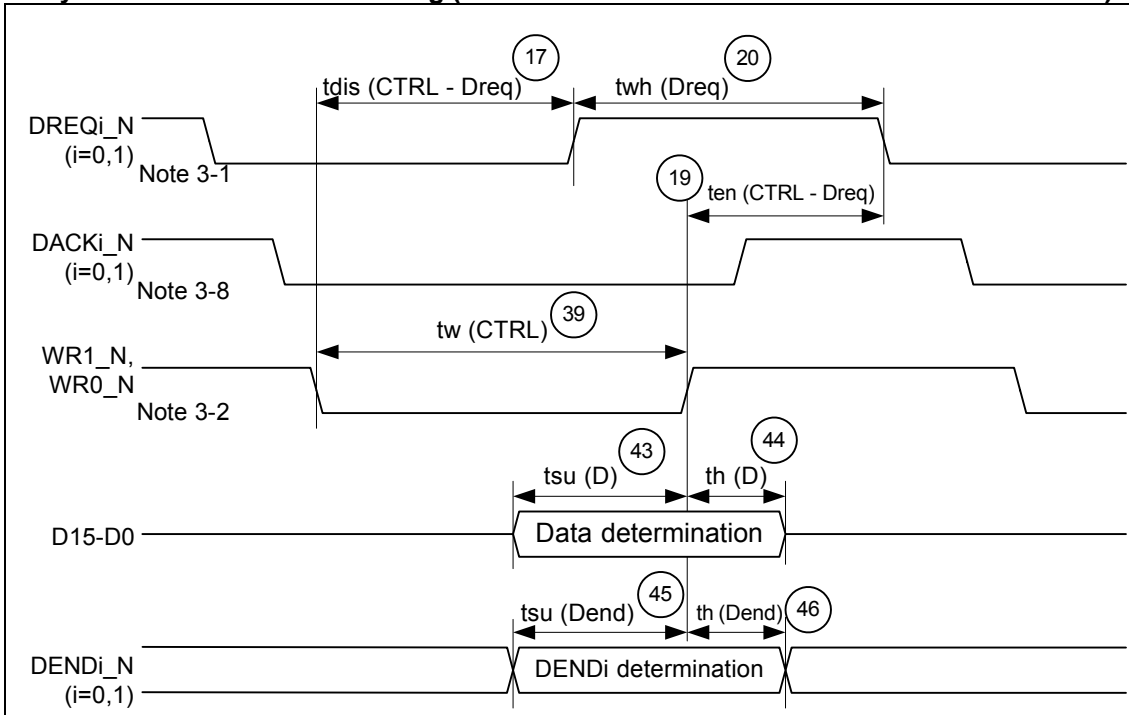 17
20
tdis (CTRL - Dreq)
twh (Dreq)
DREQi_N
(i=0,1)
Note 3-1
19
ten (CTRL - Dreq)
DACKi_N
(i=0,1)
Note 3-8
39
tw (CTRL)
WR1_N,
WR0_N
Note 3-2
43
44
tsu (D)
th (D)
D15-D0
Data determination
45
46
tsu (Dend)
th (Dend)
DENDi_N
(i=0,1)
DENDi determination